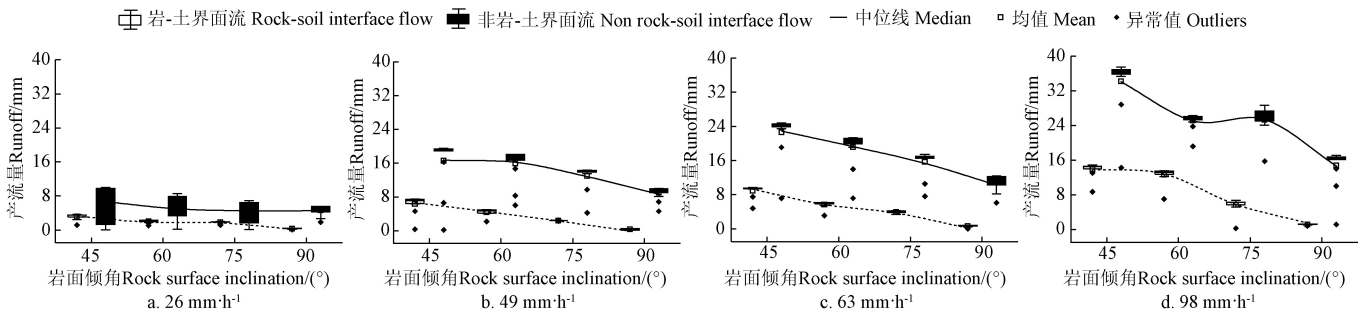 岩-土界面流 Rock-soil interface flow 非岩-土界面流 Non rock-soil interface flow 中位线 Median 均值 Mean 异常值 Outliers
产流量Runoff/mm
40
32
24
16
8
0
45 60 75 90
岩面倾角Rock surface inclination/(°)
a. 26 mm·h-1
40
32
24
16
8
0
45 60 75 90
岩面倾角Rock surface inclination/(°)
b. 49 mm·h-1
产流量Runoff/mm
40
32
24
16
8
0
45 60 75 90
岩面倾角Rock surface inclination/(°)
c. 63 mm·h-1
产流量Runoff/mm
40
32
24
16
8
0
45 60 75 90
岩面倾角Rock surface inclination/(°)
d. 98 mm·h-1
产流量Runoff/mm